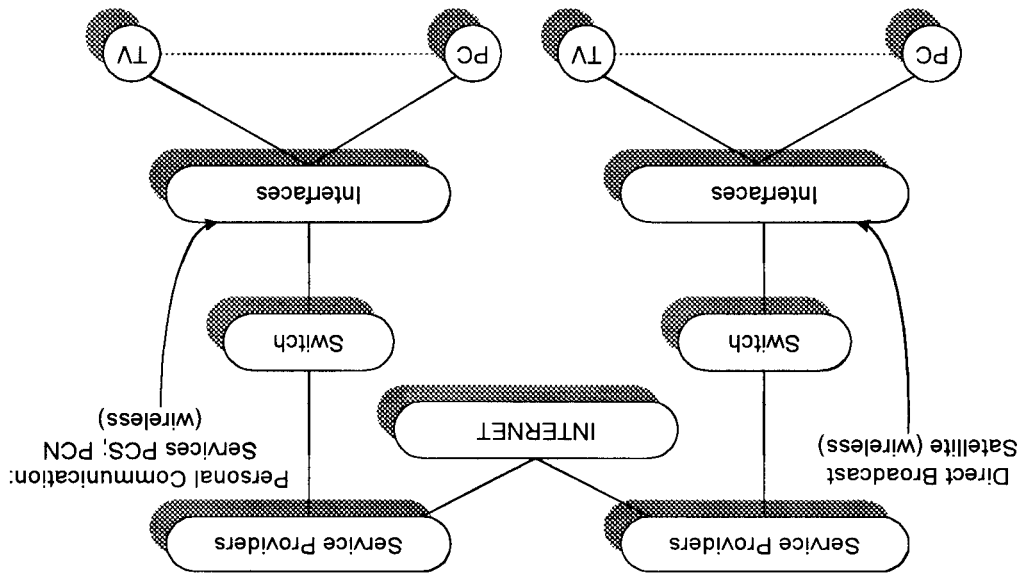 Service Providers
Service Providers
Direct Broadcast
Satellite (wireless)
INTERNET
Personal Communication:
Services PCS; PCN
(wireless)
Switch
Switch
Interfaces
Interfaces
PC
TV
PC
TV